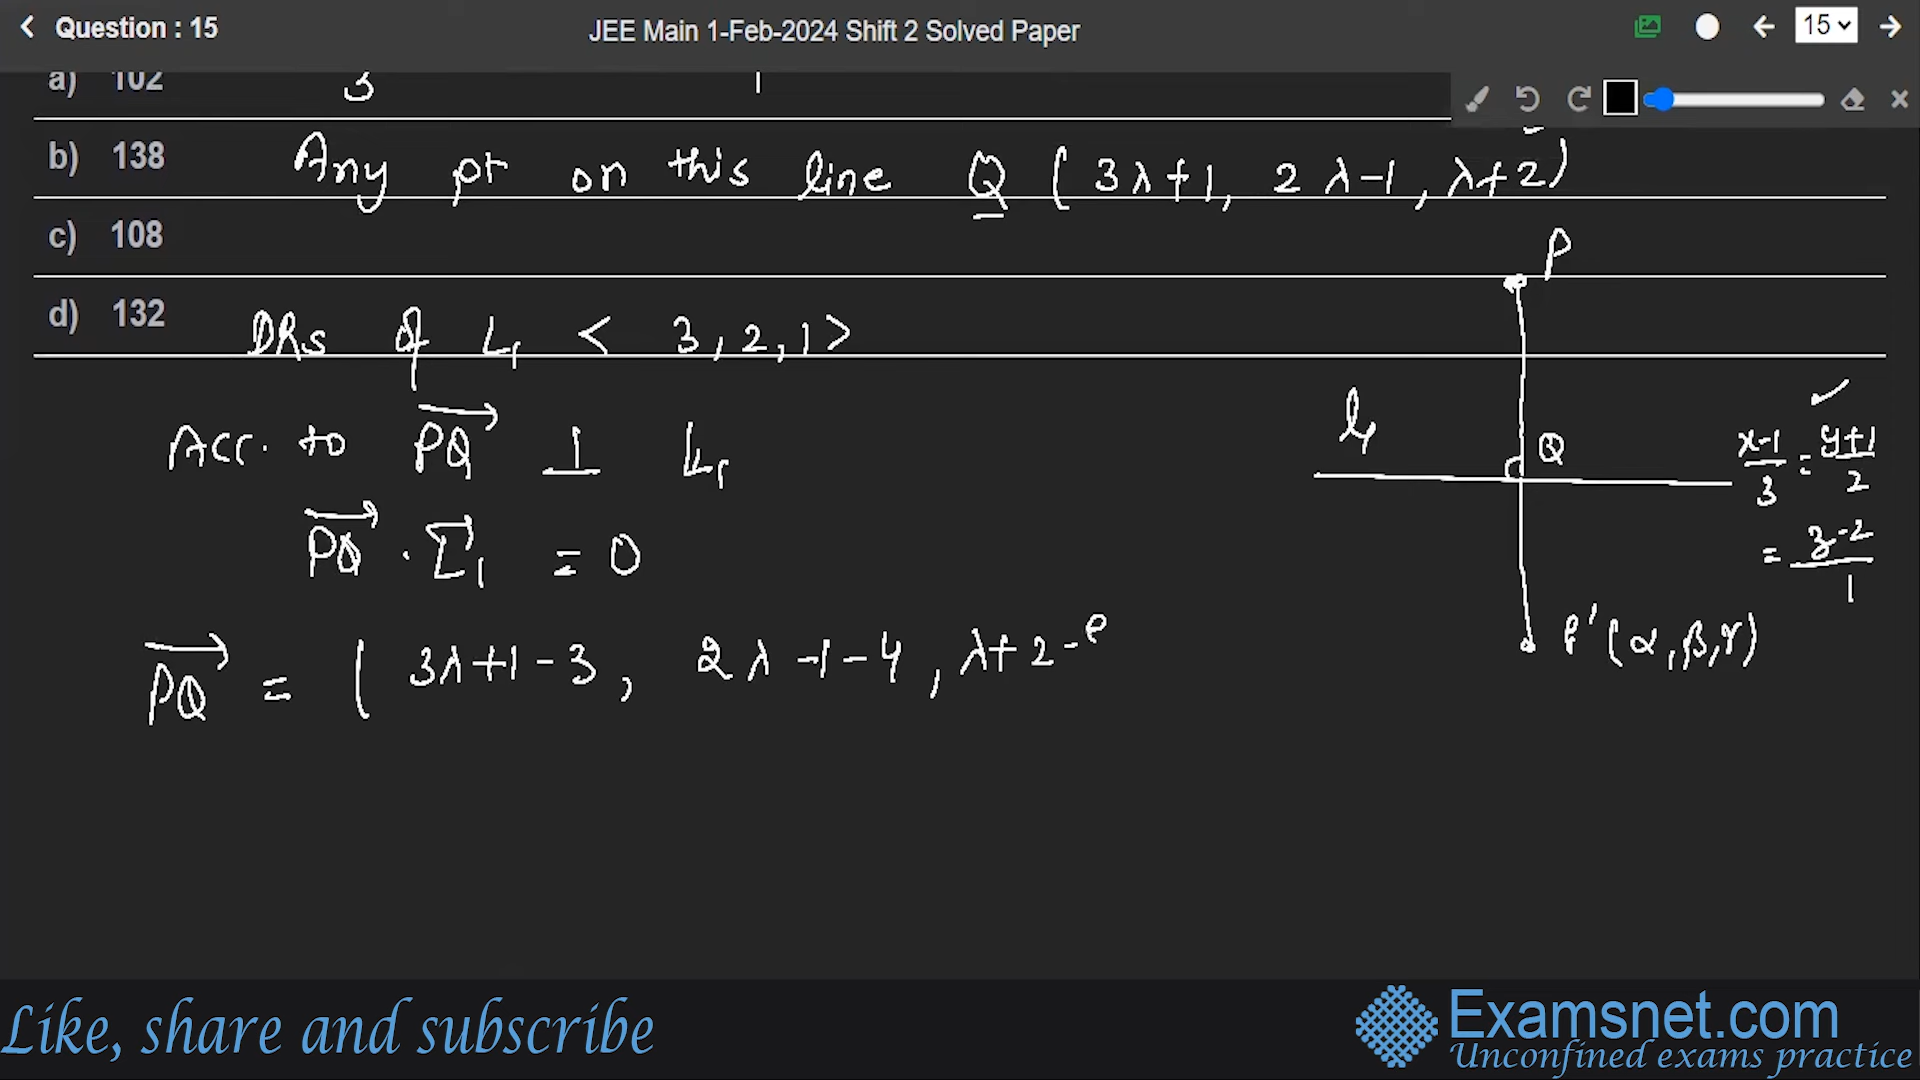 Question : 15
JEE Main 1-Feb-2024 Shift 2 Solved Paper
15
a) 102
3 1
b) 138
Any pt on this line Q (3λ+1, 2λ-1, λ+2)
c) 108
P
d) 132
DRs of L₁ < 3, 2, 1 >
Acc. to PQ ⊥ L₁
L₁
Q
x-1/3 = y+1/2
= z-2/1
PQ · L₁ = 0
P'(α, β, γ)
PQ = ( 3λ+1-3, 2λ-1-4, λ+2-
Like, share and subscribe
Examsnet.com
Unconfined exams practice